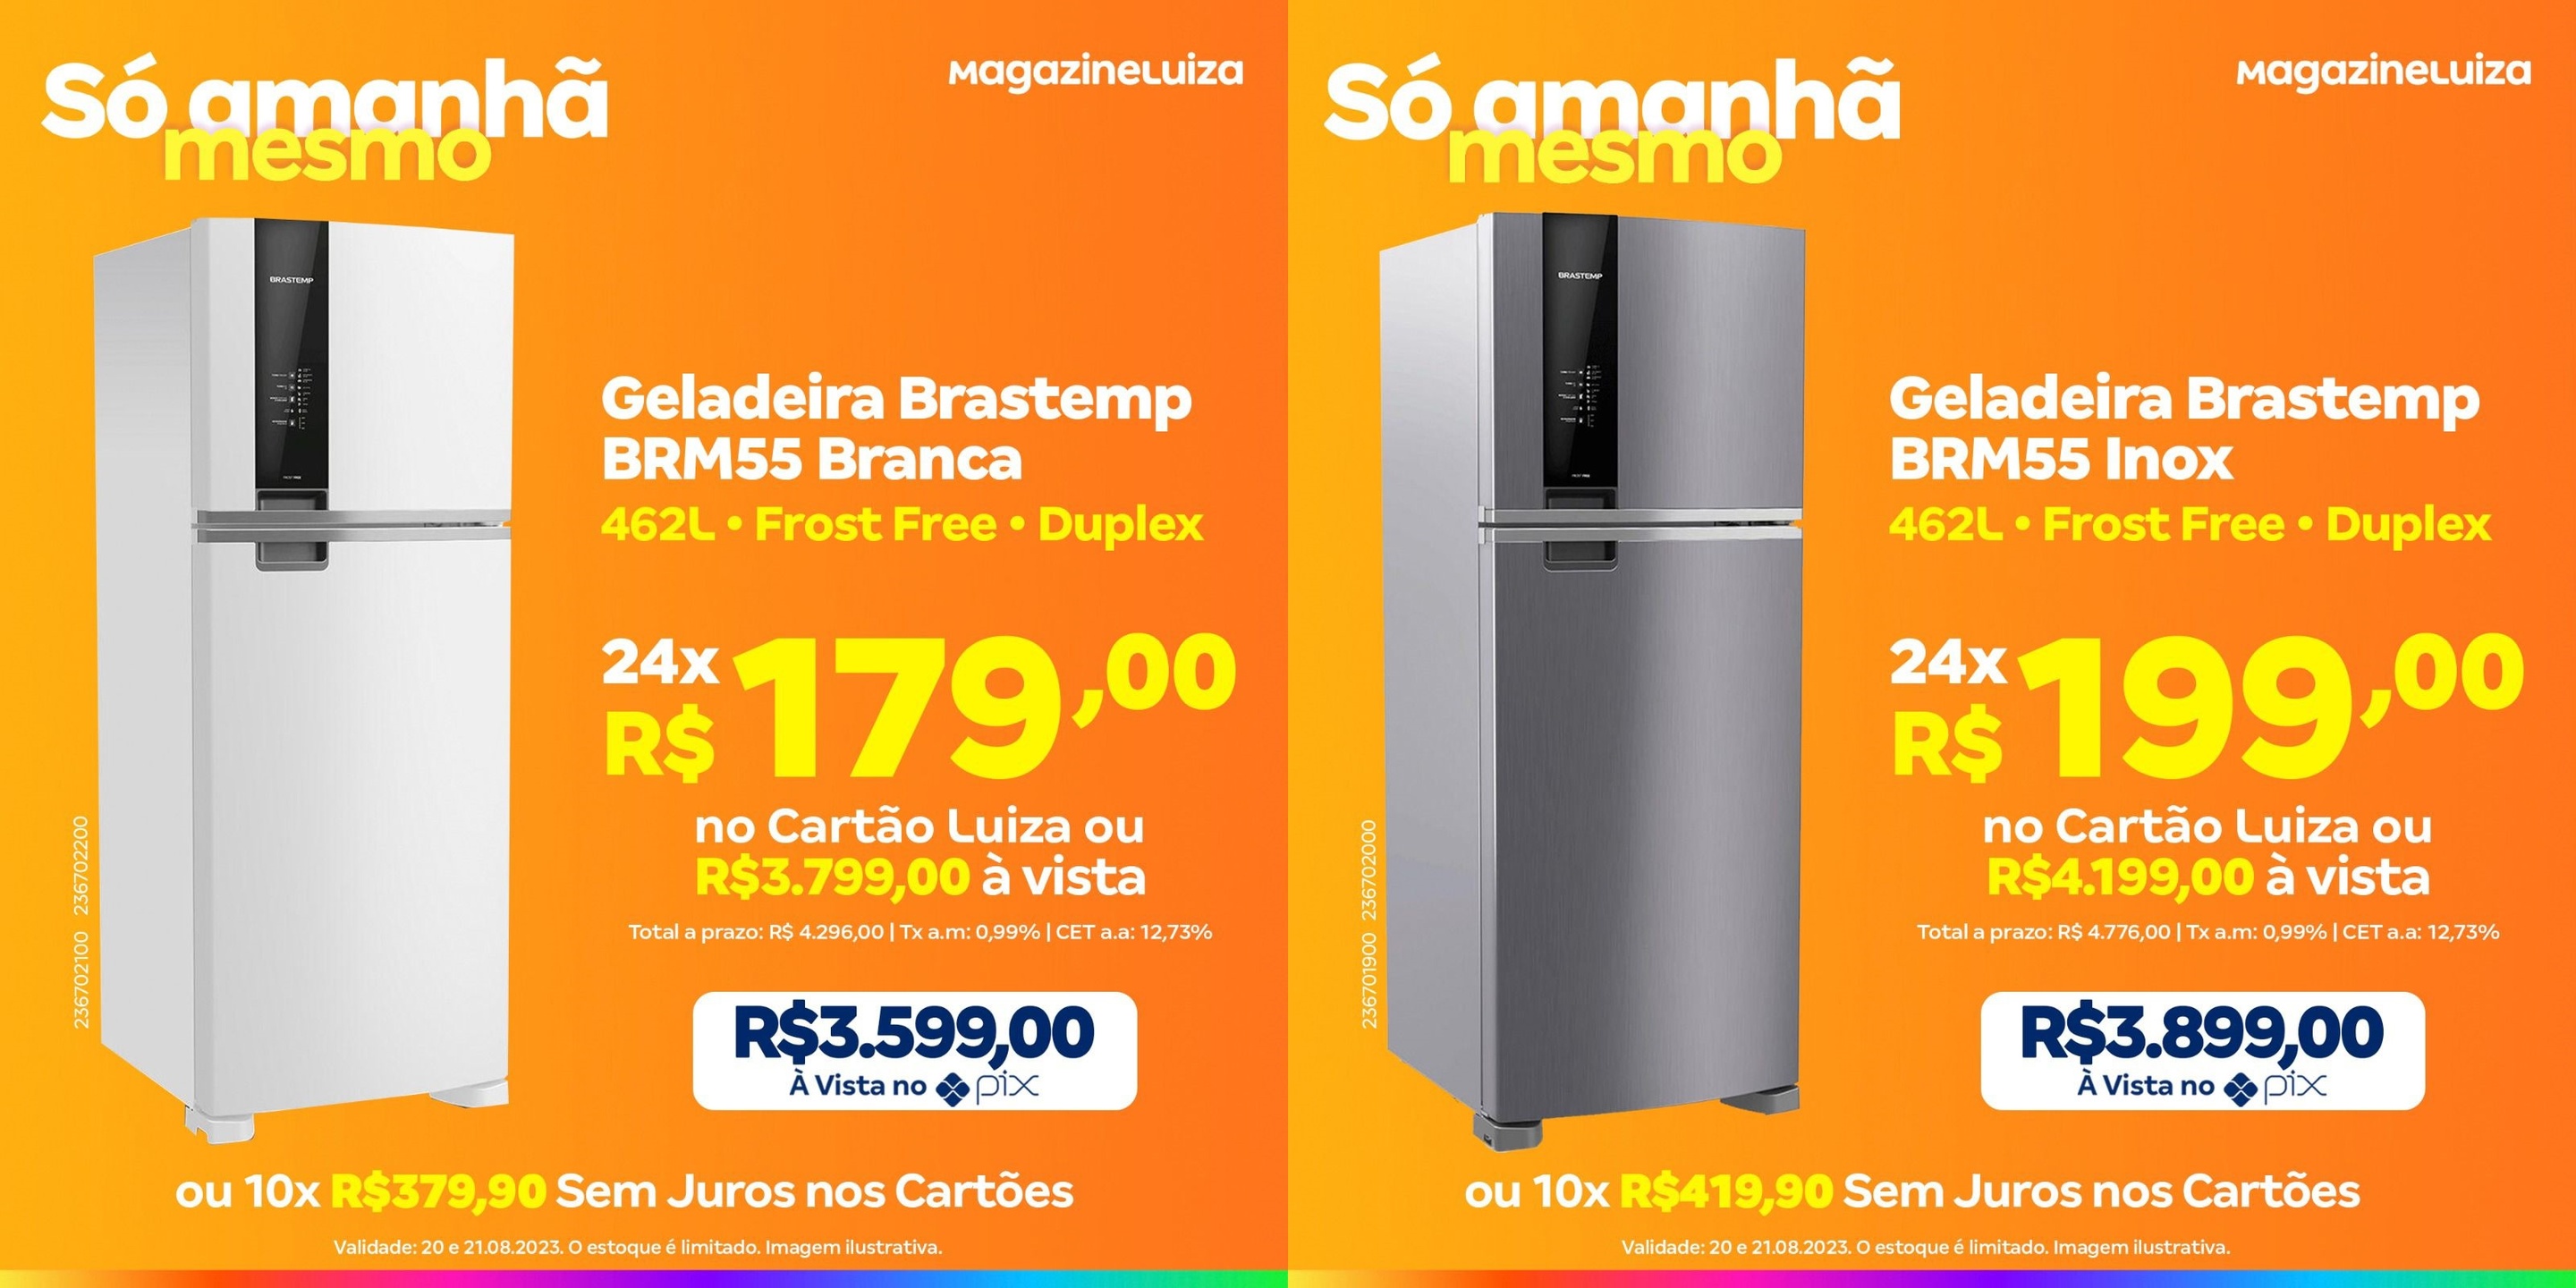 Só amanhã
mesmo
MagazineLuiza
BRASTEMP
FROST FREE
Geladeira Brastemp
BRM55 Branca
462L • Frost Free • Duplex
24x
R$ 179,00
no Cartão Luiza ou
R$3.799,00 à vista
Total a prazo: R$ 4.296,00 | Tx a.m: 0,99% | CET a.a: 12,73%
R$3.599,00
À Vista no pix
236702100 236702200
ou 10x R$379,90 Sem Juros nos Cartões
Validade: 20 e 21.08.2023. O estoque é limitado. Imagem ilustrativa.
Só amanhã
mesmo
MagazineLuiza
BRASTEMP
FROST FREE
Geladeira Brastemp
BRM55 Inox
462L • Frost Free • Duplex
24x
R$ 199,00
no Cartão Luiza ou
R$4.199,00 à vista
Total a prazo: R$ 4.776,00 | Tx a.m: 0,99% | CET a.a: 12,73%
R$3.899,00
À Vista no pix
236701900 236702000
ou 10x R$419,90 Sem Juros nos Cartões
Validade: 20 e 21.08.2023. O estoque é limitado. Imagem ilustrativa.